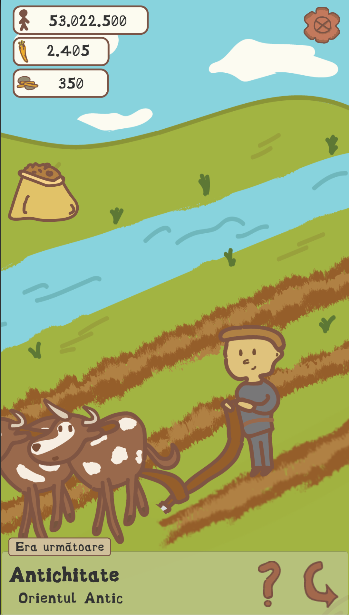 53.022.500
2.405
350
Era următoare
Antichitate
Orientul Antic
?